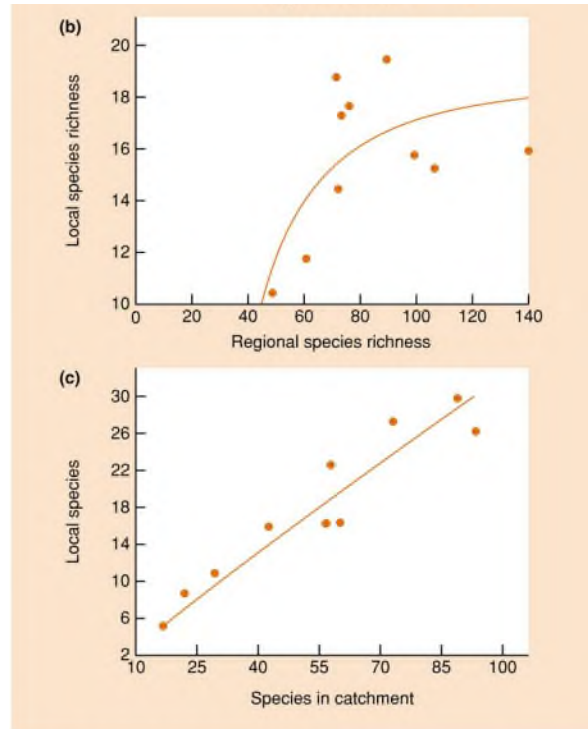 (b)
20
18
16
14
12
10
Local species richness
0 20 40 60 80 100 120 140
Regional species richness
(c)
30
26
22
18
14
10
6
2
Local species
10 25 40 55 70 85 100
Species in catchment